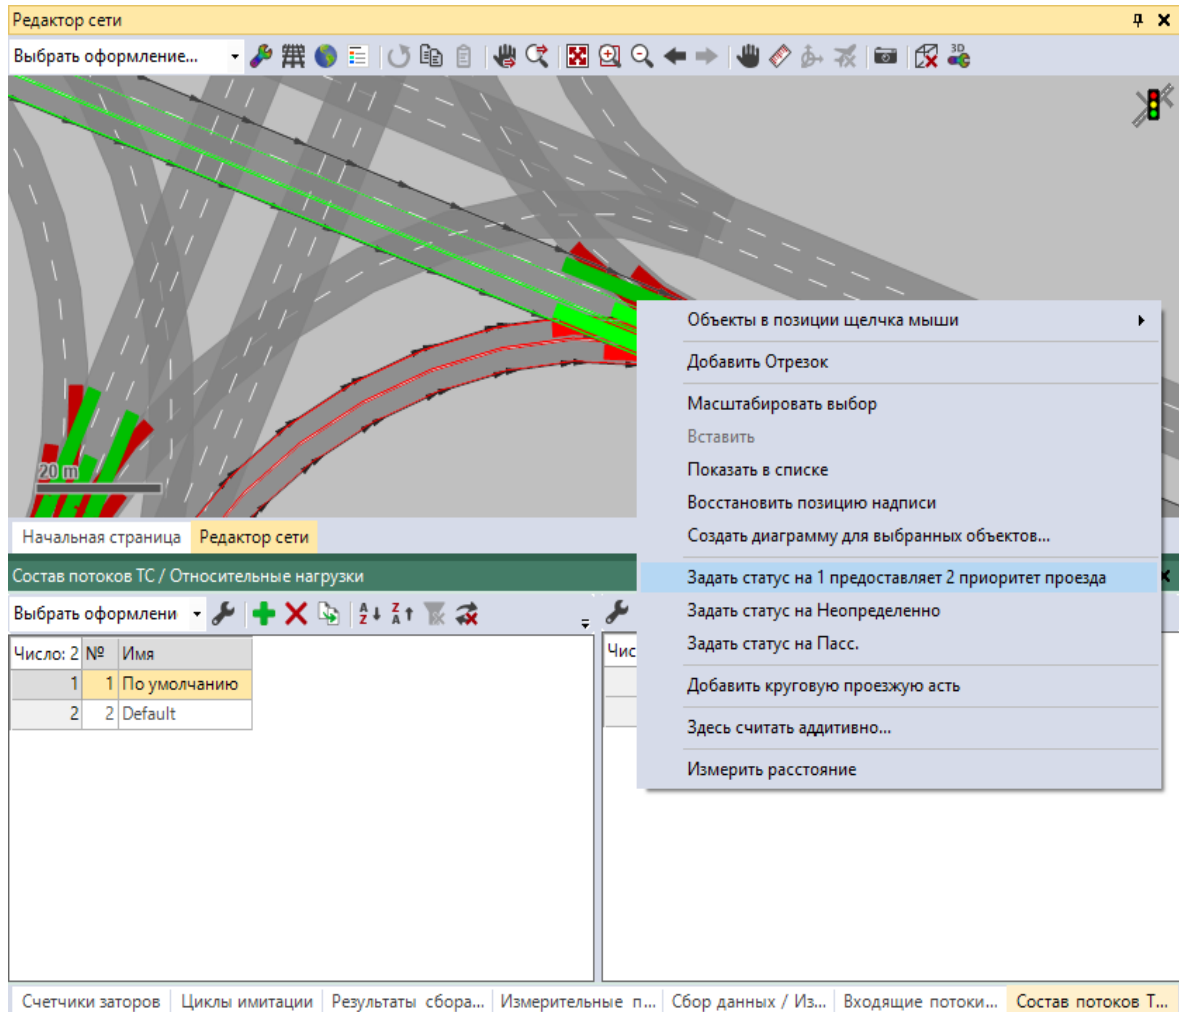 Редактор сети
Выбрать оформление...
3D
20 m
Объекты в позиции щелчка мыши
Добавить Отрезок
Масштабировать выбор
Вставить
Показать в списке
Восстановить позицию надписи
Создать диаграмму для выбранных объектов...
Задать статус на 1 предоставляет 2 приоритет проезда
Задать статус на Неопределенно
Задать статус на Пасс.
Добавить круговую проезжую асть
Здесь считать аддитивно...
Измерить расстояние
Начальная страница Редактор сети
Состав потоков ТС / Относительные нагрузки
Выбрать оформлени
Число: 2 № Имя
1 1 По умолчанию
2 2 Default
Чис
Счетчики заторов Циклы имитации Результаты сбора... Измерительные п... Сбор данных / Из... Входящие потоки... Состав потоков Т...